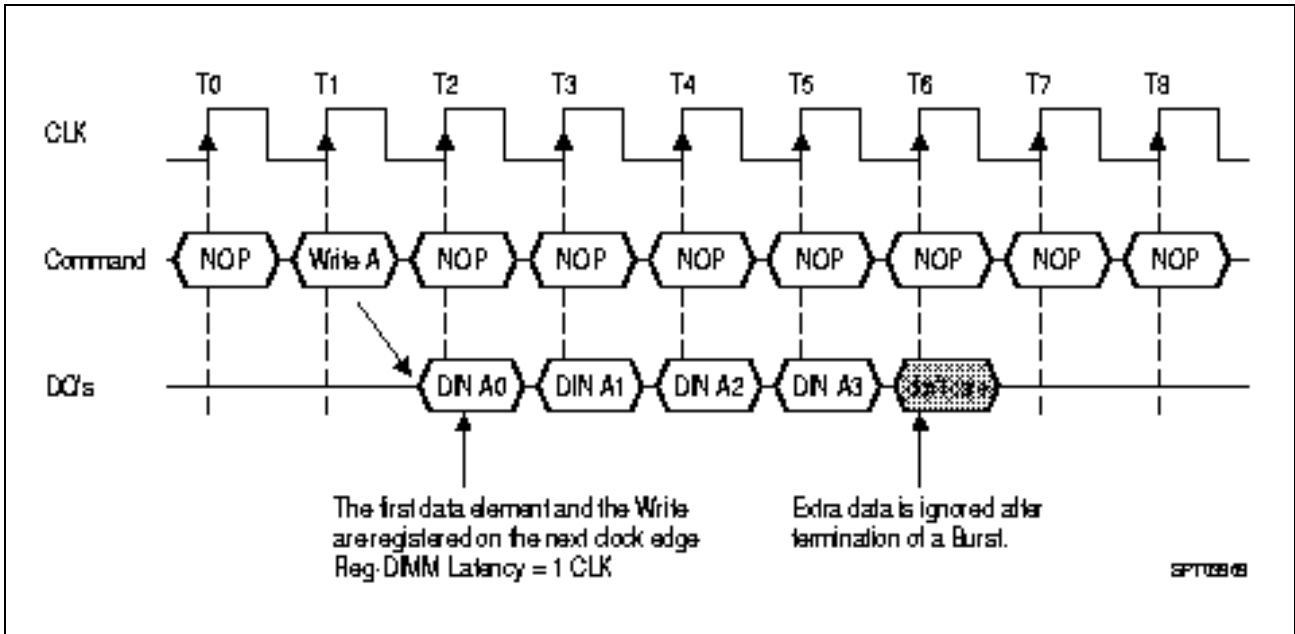 T0 T1 T2 T3 T4 T5 T6 T7 T8
CLK
Command NOP Write A NOP NOP NOP NOP NOP NOP NOP
DQ's DIN A0 DIN A1 DIN A2 DIN A3
The first data element and the Write
are registered on the next clock edge
Reg-DIMM Latency = 1 CLK
Extra data is ignored after
termination of a Burst.